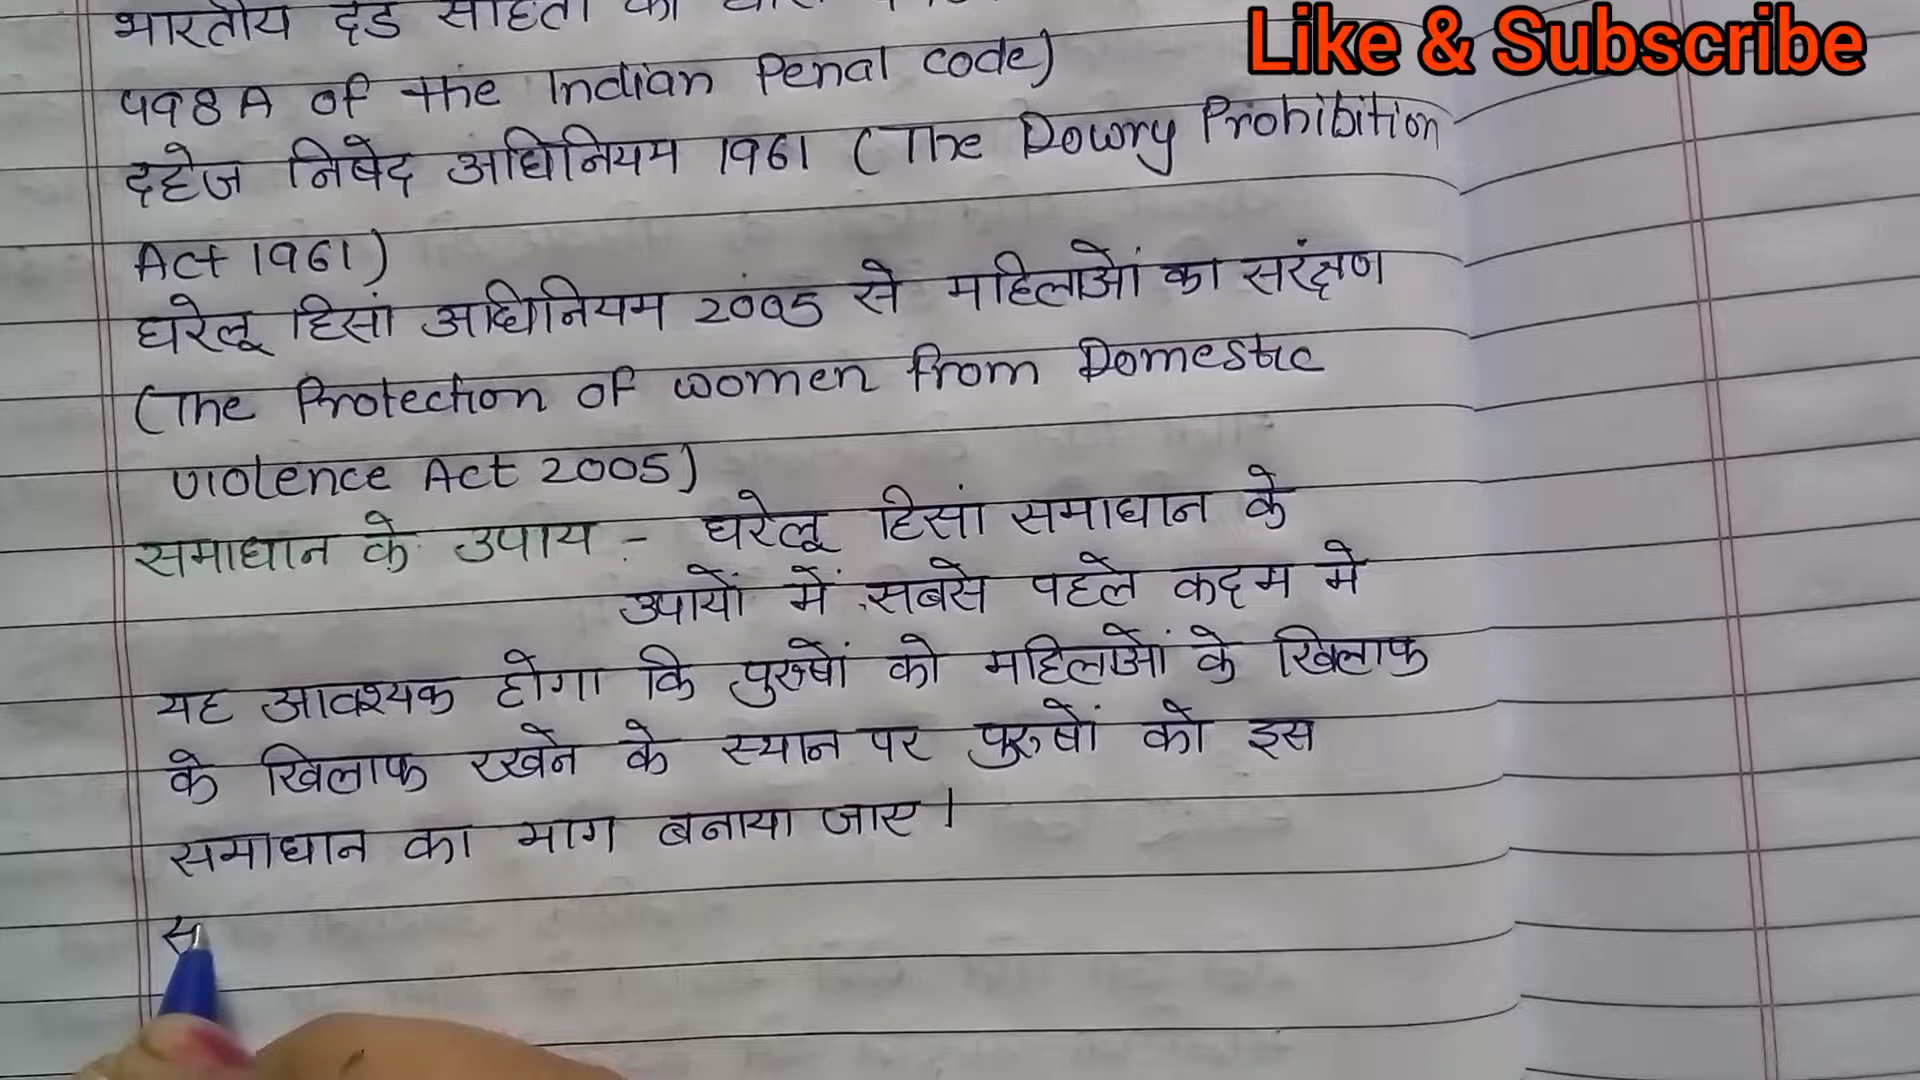 भारतीय दंड संहिता की
Like & Subscribe
498A of the Indian Penal Code)
दहेज निषेद अधिनियम 1961 (The Dowry Prohibition
Act 1961)
घरेलू हिसां अधिनियम 2005 से महिलाओं का सरंक्षण
(The Protection of women from Domestic
violence Act 2005)
समाधान के उपाय :- घरेलू हिसां समाधान के
उपायों में सबसे पहले कदम मे
यह आवश्यक होगा कि पुरुषों को महिलाओं के खिलाफ
के खिलाफ रखने के स्थान पर पुरुषों को इस
समाधान का भाग बनाया जाए।
स